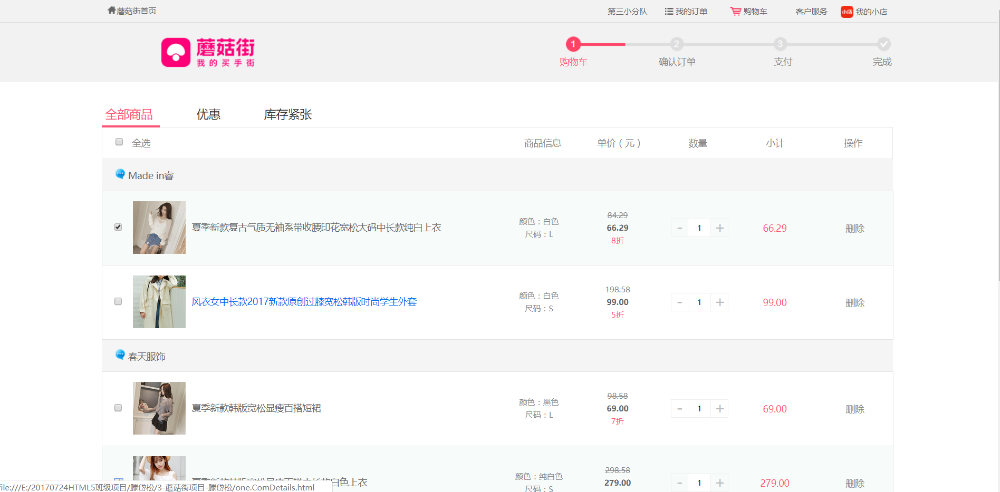 蘑菇街首页 第三小分队 我的订单 购物车 客户服务 小店 我的小店
蘑菇街
我的买手街
1 2 3
购物车 确认订单 支付 完成
全部商品 优惠 库存紧张
全选 商品信息 单价（元） 数量 小计 操作
Made in睿
夏季新款复古气质无袖系带收腰印花宽松大码中长款纯白上衣
颜色：白色
尺码：L
84.29
66.29
8折
- 1 +
66.29
删除
风衣女中长款2017新款原创过膝宽松韩版时尚学生外套
颜色：白色
尺码：S
198.58
99.00
5折
- 1 +
99.00
删除
春天服饰
夏季新款韩版宽松显瘦百搭短裙
颜色：黑色
尺码：L
98.58
69.00
7折
- 1 +
69.00
删除
白色上衣
颜色：纯白色
尺码：S
298.58
279.00
- 1 +
279.00
删除
file:///E:/20170724HTML5班级项目/滕岱松/3-蘑菇街项目-滕岱松/one.ComDetails.html